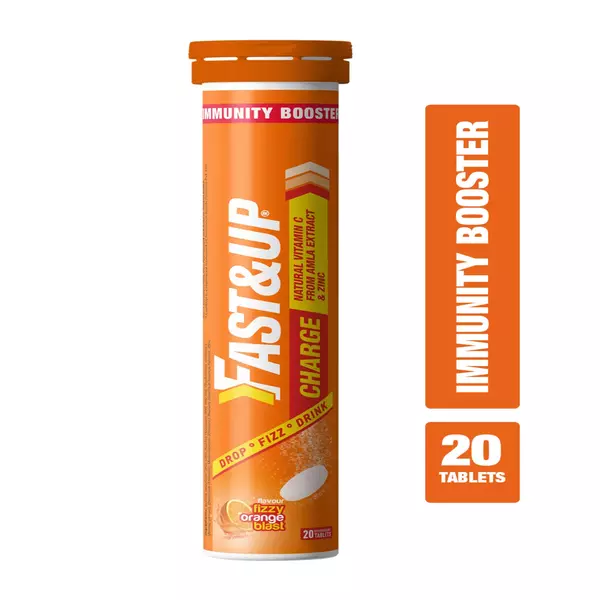 IMMUNITY BOOSTER
FAST&UP®
NATURAL VITAMIN C
FROM AMLA EXTRACT
& ZINC
CHARGE
DROP ° FIZZ ° DRINK
flavour
fizzy
orange
blast
20
TABLETS
IMMUNITY BOOSTER
20
TABLETS